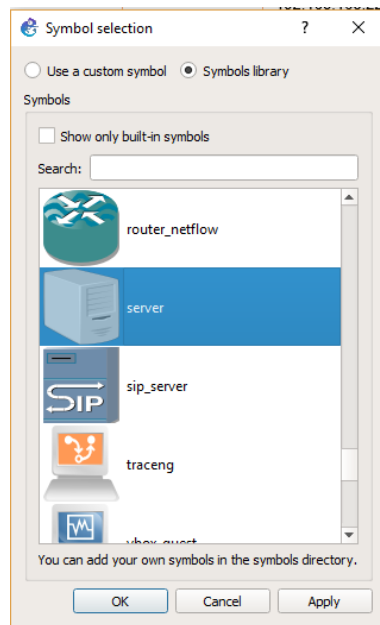 Symbol selection
Use a custom symbol Symbols library
Symbols
Show only built-in symbols
Search:
router_netflow
server
SIP
sip_server
traceng
vbox_guest
You can add your own symbols in the symbols directory.
OK Cancel Apply